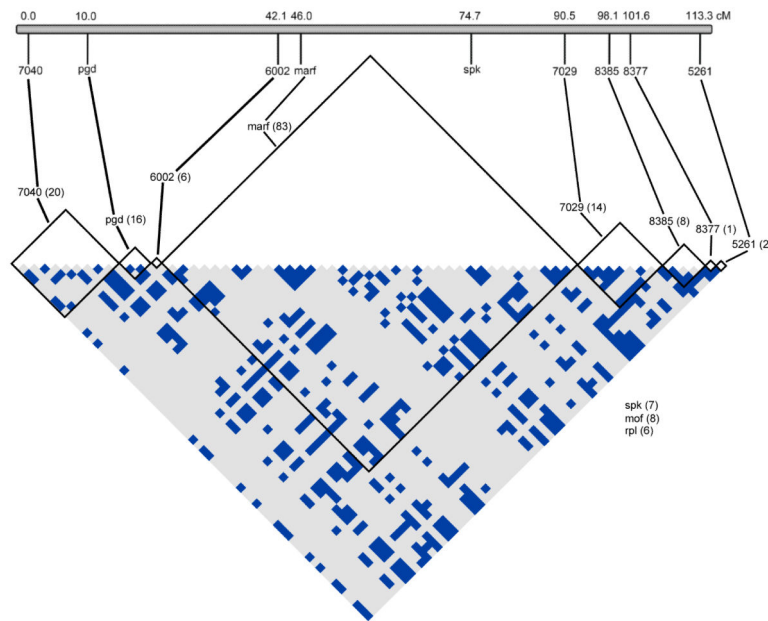 0.0 10.0 42.1 46.0 74.7 90.5 98.1 101.6 113.3 cM
7040 pgd 6002 marf spk 7029 8385 8377 5261
marf (83)
6002 (6)
7040 (20)
7029 (14)
pgd (16)
8385 (8)
8377 (1)
5261 (2
spk (7)
mof (8)
rpl (6)